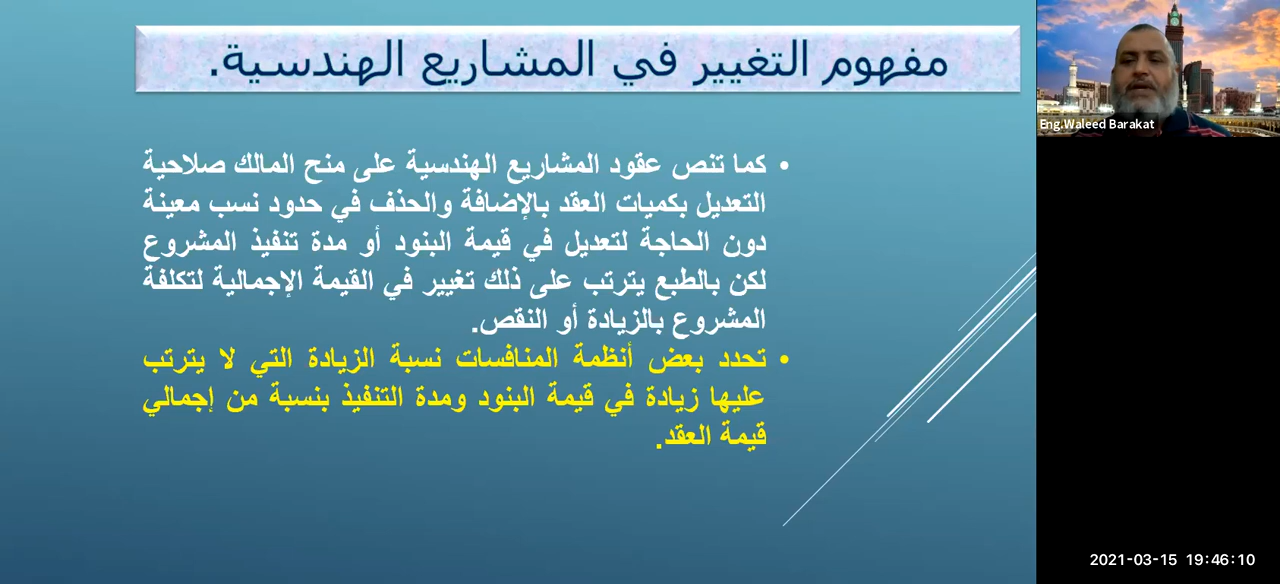 مفهوم التغيير في المشاريع الهندسية.
Eng.Waleed Barakat
• كما تنص عقود المشاريع الهندسية على منح المالك صلاحية
التعديل بكميات العقد بالإضافة والحذف في حدود نسب معينة
دون الحاجة لتعديل في قيمة البنود أو مدة تنفيذ المشروع
لكن بالطبع يترتب على ذلك تغيير في القيمة الإجمالية لتكلفة
المشروع بالزيادة أو النقص.
• تحدد بعض أنظمة المنافسات نسبة الزيادة التي لا يترتب
عليها زيادة في قيمة البنود ومدة التنفيذ بنسبة من إجمالي
قيمة العقد.
2021-03-15 19:46:10